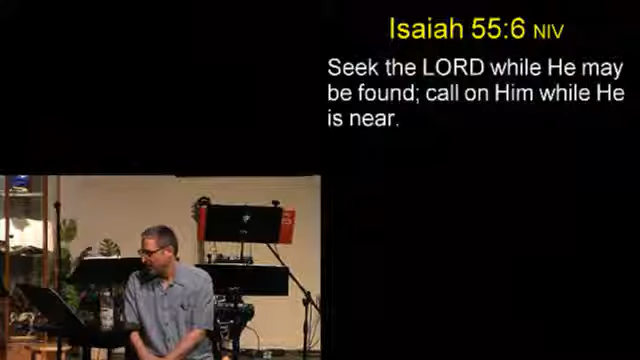 Isaiah 55:6 NIV
Seek the LORD while He may
be found; call on Him while He
is near.